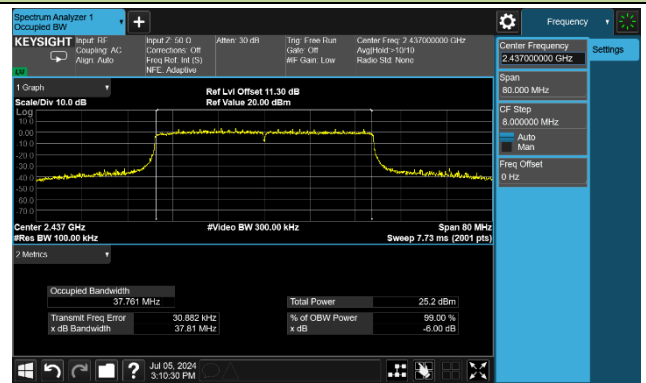 Spectrum Analyzer 1
Occupied BW
+
Frequency
KEYSIGHT
Input: RF
Coupling: AC
Align: Auto
Input Z: 50 Ω
Corrections: Off
Freq Ref: Int (S)
NFE: Adaptive
Atten: 30 dB
Trig: Free Run
Gate: Off
#IF Gain: Low
Center Freq: 2.437000000 GHz
Avg|Hold:>10/10
Radio Std: None
Center Frequency
2.437000000 GHz
Settings
Span
80.000 MHz
CF Step
8.000000 MHz
Auto
Man
Freq Offset
0 Hz
1 Graph
Scale/Div 10.0 dB
Ref Lvl Offset 11.30 dB
Ref Value 20.00 dBm
Log
10.0
0.00
-10.0
-20.0
-30.0
-40.0
-50.0
-60.0
-70.0
Center 2.437 GHz
#Video BW 300.00 kHz
Span 80 MHz
#Res BW 100.00 kHz
Sweep 7.73 ms (2001 pts)
2 Metrics
Occupied Bandwidth
37.761 MHz
Total Power 25.2 dBm
Transmit Freq Error 30.882 kHz
% of OBW Power 99.00 %
x dB Bandwidth 37.81 MHz
x dB -6.00 dB
?
Jul 05, 2024
3:10:30 PM